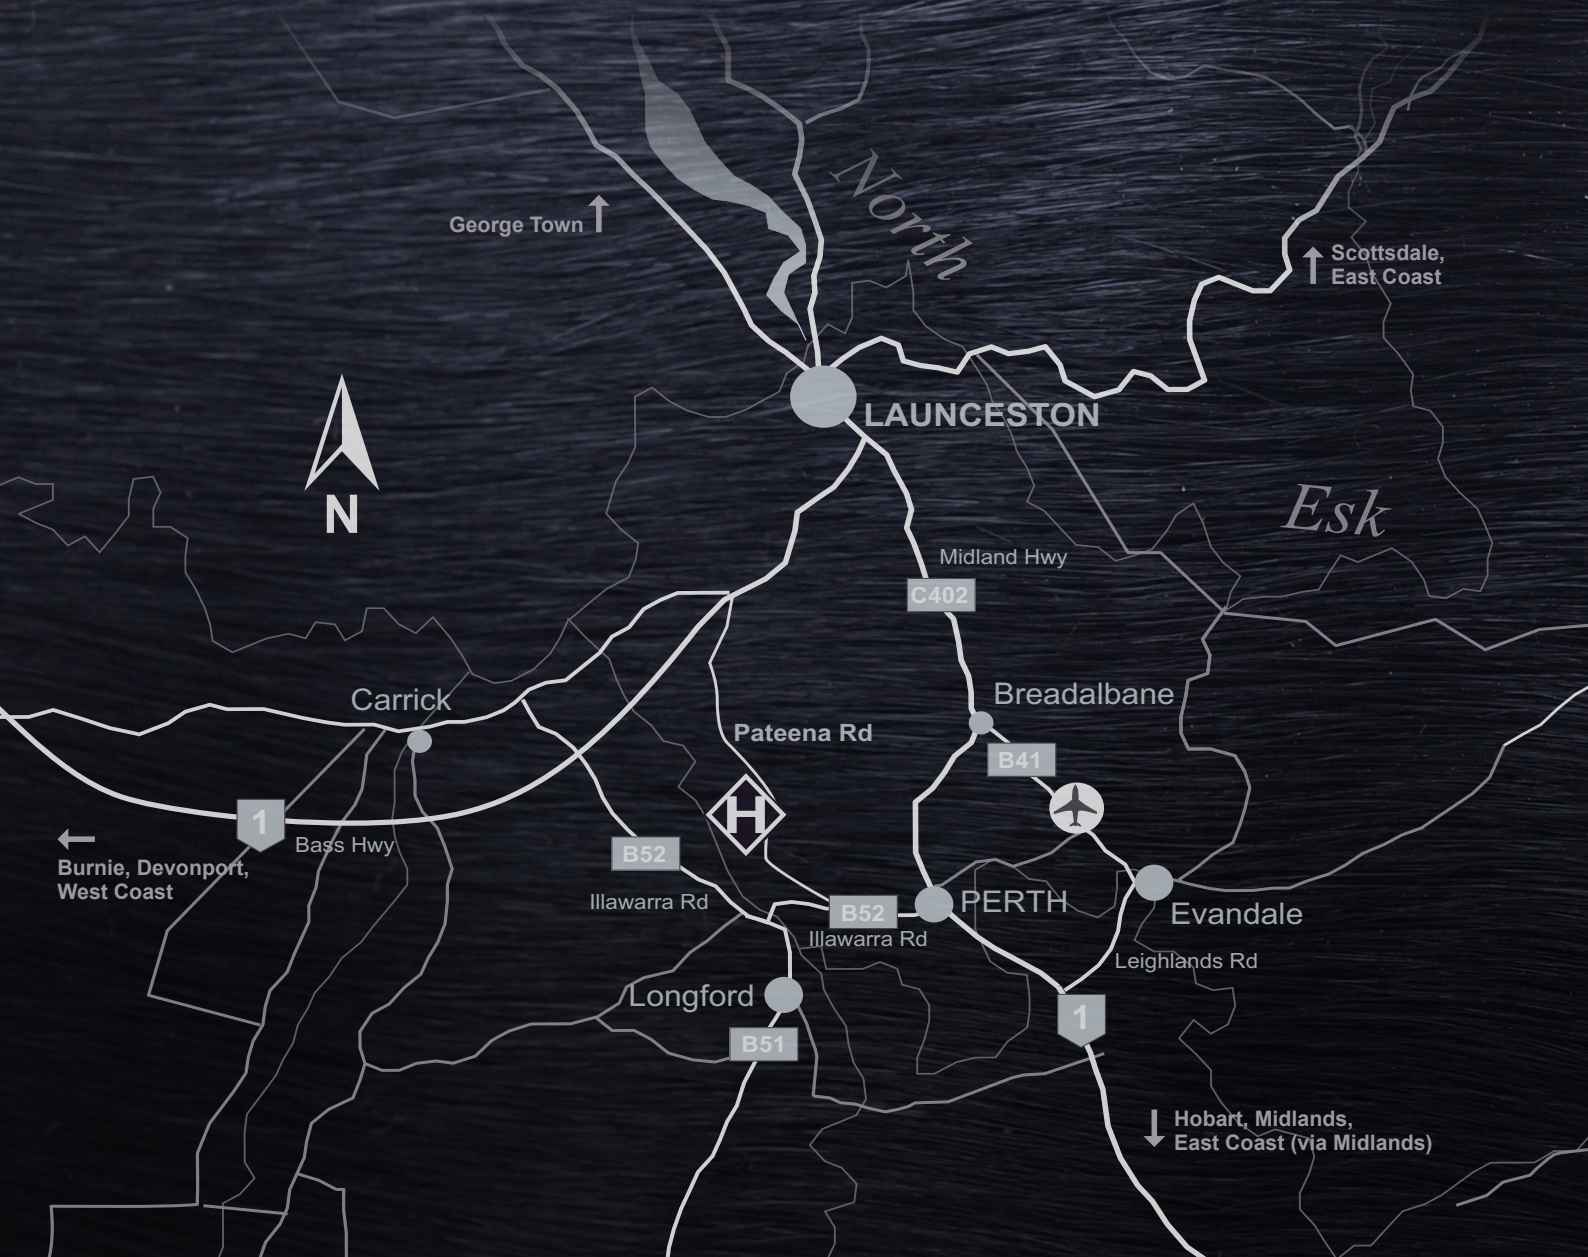 North
George Town
Scottsdale,
East Coast
LAUNCESTON
N
Esk
Midland Hwy
C402
Carrick
Breadalbane
Pateena Rd
B41
H
1
Bass Hwy
Burnie, Devonport,
West Coast
B52
Illawarra Rd
B52
Illawarra Rd
PERTH
Evandale
Leighlands Rd
Longford
1
B51
Hobart, Midlands,
East Coast (via Midlands)